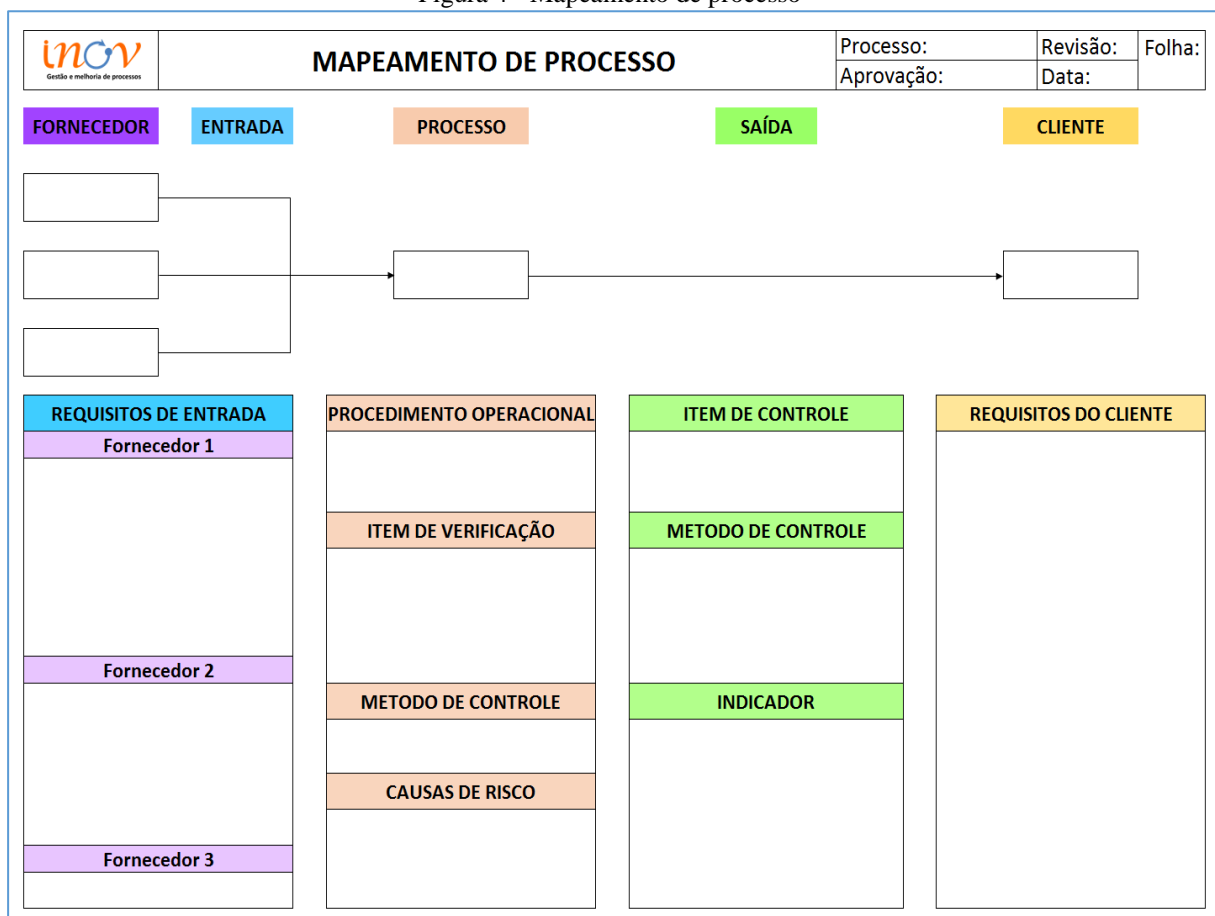 Figura 4 - Mapeamento de processo
inov
Gestão e melhoria de processos
MAPEAMENTO DE PROCESSO
Processo:
Revisão:
Folha:
Aprovação:
Data:
FORNECEDOR
ENTRADA
PROCESSO
SAÍDA
CLIENTE
REQUISITOS DE ENTRADA
Fornecedor 1
Fornecedor 2
Fornecedor 3
PROCEDIMENTO OPERACIONAL
ITEM DE VERIFICAÇÃO
METODO DE CONTROLE
CAUSAS DE RISCO
ITEM DE CONTROLE
METODO DE CONTROLE
INDICADOR
REQUISITOS DO CLIENTE